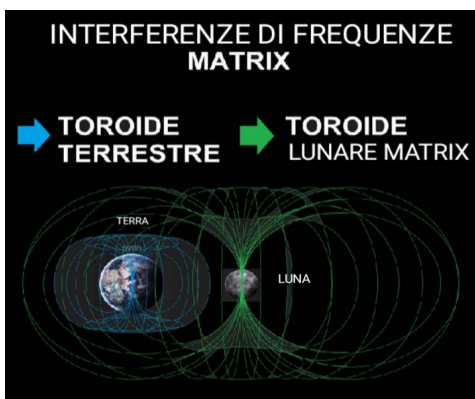 INTERFERENZE DI FREQUENZE
MATRIX
TOROIDE
TERRESTRE
TOROIDE
LUNARE MATRIX
TERRA
LUNA